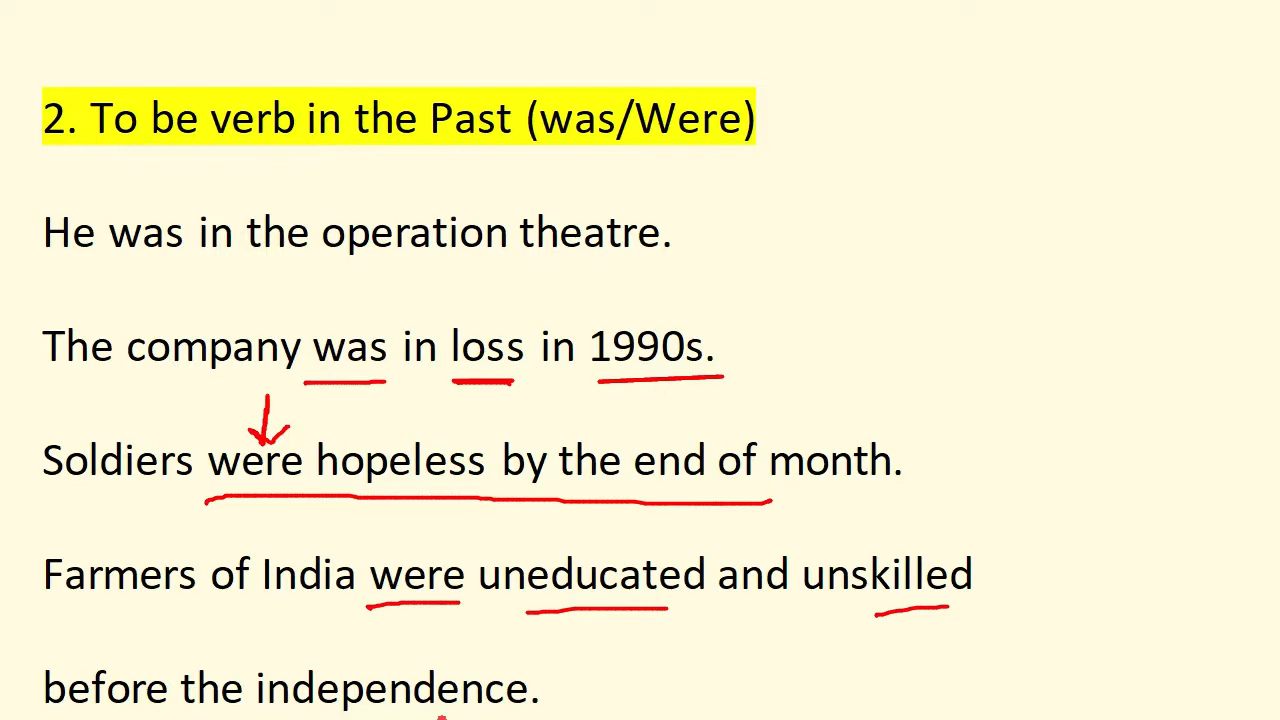 2. To be verb in the Past (was/Were)
He was in the operation theatre.
The company was in loss in 1990s.
Soldiers were hopeless by the end of month.
Farmers of India were uneducated and unskilled
before the independence.